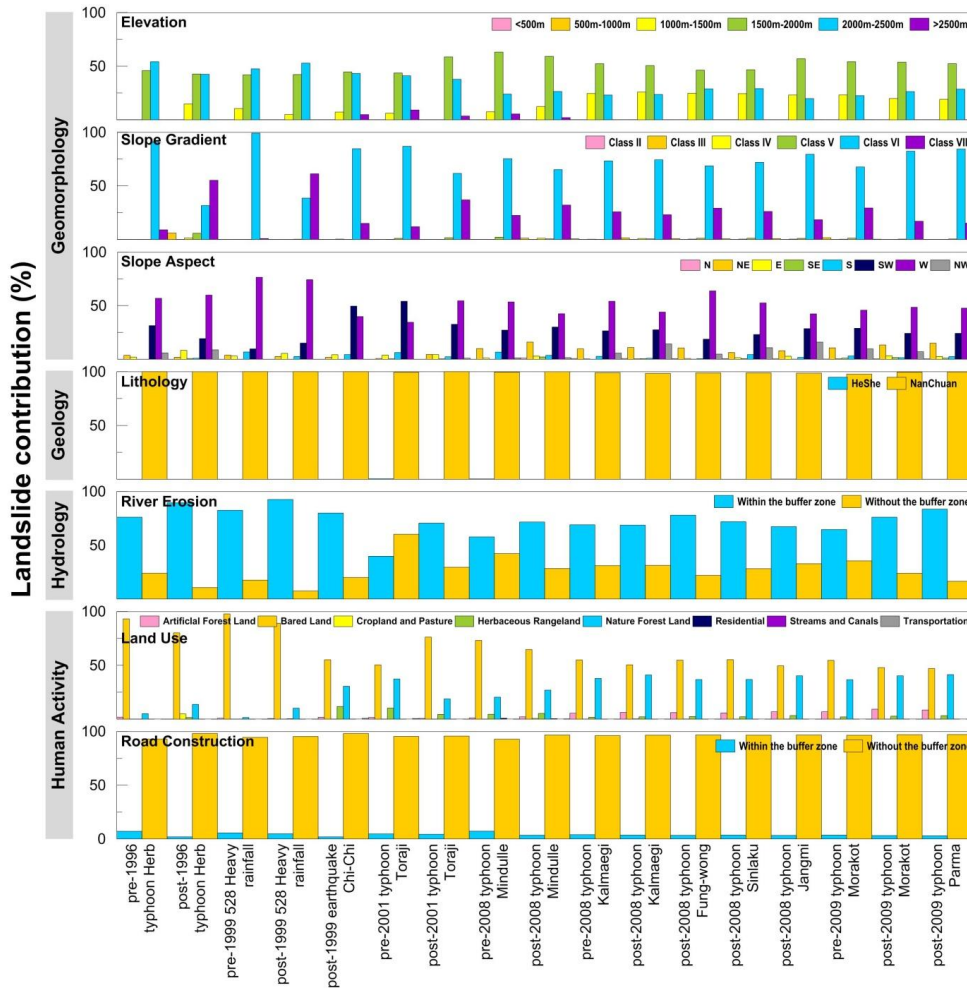 Landslide contribution (%)
Geomorphology
Geology
Hydrology
Human Activity
Elevation
<500m 500m-1000m 1000m-1500m 1500m-2000m 2000m-2500m >2500m
100
50
Slope Gradient
Class II Class III Class IV Class V Class VI Class VII
100
50
Slope Aspect
N NE E SE S SW W NW
100
50
Lithology
HeShe NanChuan
100
50
River Erosion
Within the buffer zone Without the buffer zone
100
50
Artificial Forest Land Bared Land Cropland and Pasture Herbaceous Rangeland Nature Forest Land Residential Streams and Canals Transportation
Land Use
100
50
Road Construction
Within the buffer zone Without the buffer zone
100
50
0
pre-1996
typhoon Herb
post-1996
typhoon Herb
pre-1999 528 Heavy
rainfall
post-1999 528 Heavy
rainfall
post-1999 earthquake
Chi-Chi
pre-2001 typhoon
Toraji
post-2001 typhoon
Toraji
pre-2008 typhoon
Mindulle
post-2008 typhoon
Mindulle
pre-2008 typhoon
Kalmaegi
post-2008 typhoon
Kalmaegi
post-2008 typhoon
Fung-wong
post-2008 typhoon
Sinlaku
post-2008 typhoon
Jangmi
pre-2009 typhoon
Morakot
post-2009 typhoon
Morakot
post-2009 typhoon
Parma